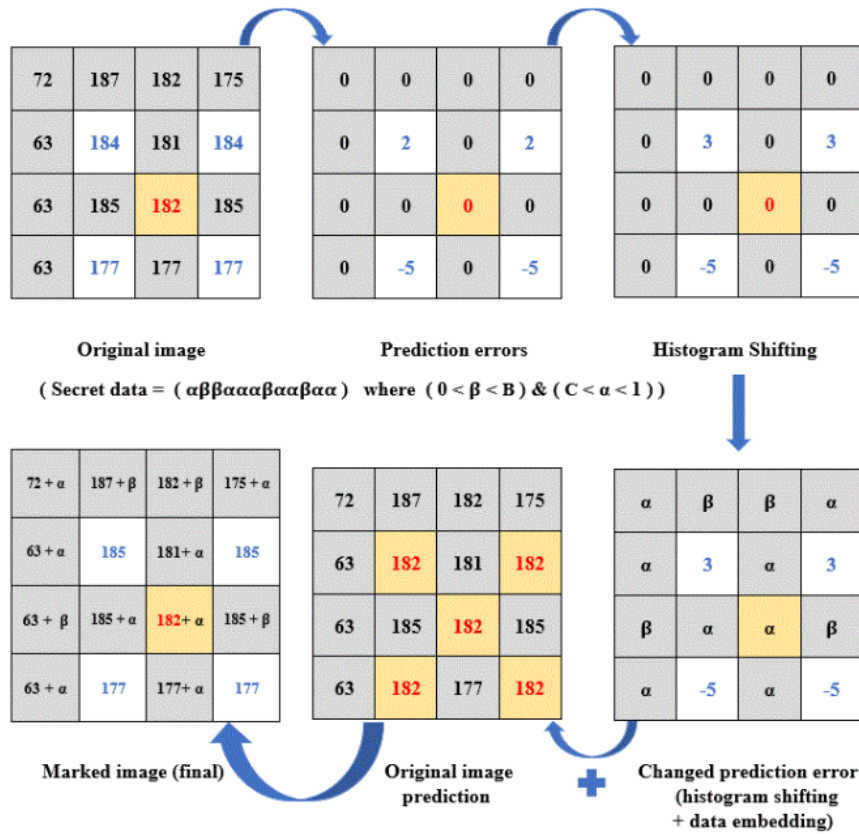 72 187 182 175 0 0 0 0 0 0 0 0
63 184 181 184 0 2 0 2 0 3 0 3
63 185 182 185 0 0 0 0 0 0 0 0
63 177 177 177 0 -5 0 -5 0 -5 0 -5
Original image Prediction errors Histogram Shifting
( Secret data = ( αββαααβααβαα ) where ( 0 < β < B ) & ( C < α < 1 ) )
72 + α 187 + β 182 + β 175 + α 72 187 182 175 α β β α
63 + α 185 181+ α 185 63 182 181 182 α 3 α 3
63 + β 185 + α 182+ α 185 + β 63 185 182 185 β α α β
63 + α 177 177+ α 177 63 182 177 182 α -5 α -5
Marked image (final) Original image Changed prediction error
prediction (histogram shifting
+ data embedding)